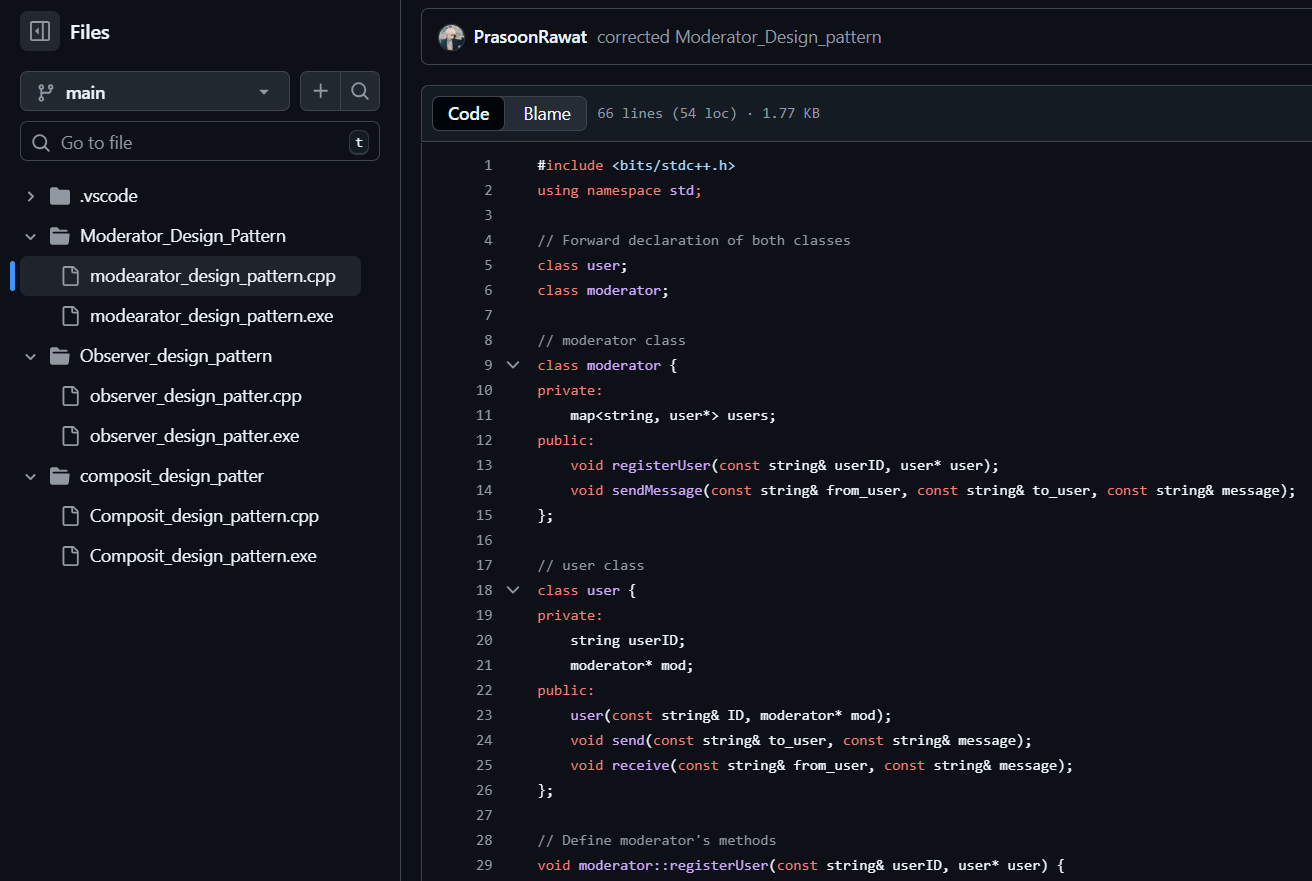 Files
main
Go to file
t
.vscode
Moderator_Design_Pattern
modearator_design_pattern.cpp
modearator_design_pattern.exe
Observer_design_pattern
observer_design_patter.cpp
observer_design_patter.exe
composit_design_patter
Composit_design_pattern.cpp
Composit_design_pattern.exe
PrasoonRawat corrected Moderator_Design_pattern
Code Blame 66 lines (54 loc) · 1.77 KB
1 #include <bits/stdc++.h>
2 using namespace std;
3
4 // Forward declaration of both classes
5 class user;
6 class moderator;
7
8 // moderator class
9 class moderator {
10 private:
11     map<string, user*> users;
12 public:
13     void registerUser(const string& userID, user* user);
14     void sendMessage(const string& from_user, const string& to_user, const string& message);
15 };
16
17 // user class
18 class user {
19 private:
20     string userID;
21     moderator* mod;
22 public:
23     user(const string& ID, moderator* mod);
24     void send(const string& to_user, const string& message);
25     void receive(const string& from_user, const string& message);
26 };
27
28 // Define moderator's methods
29 void moderator::registerUser(const string& userID, user* user) {